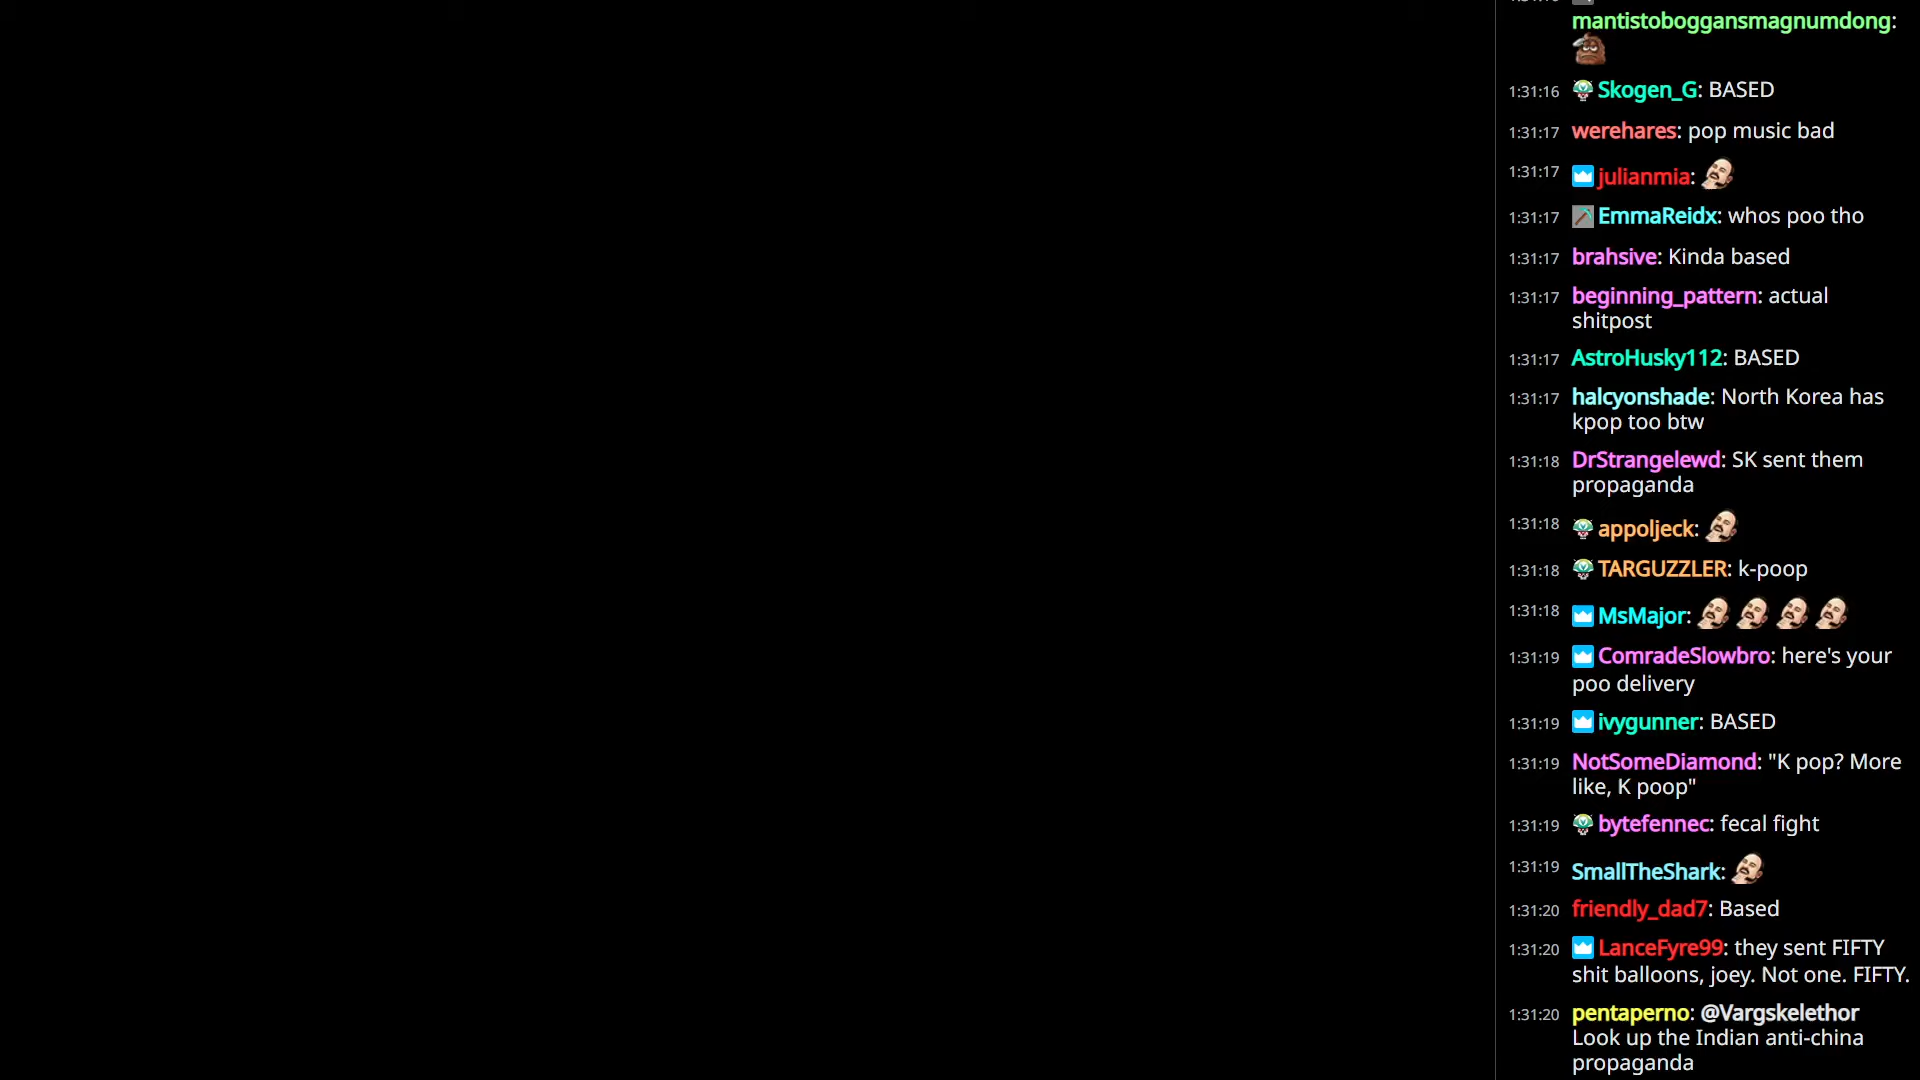 mantistoboggansmagnumdong:
1:31:16 Skogen_G: BASED
1:31:17 werehares: pop music bad
1:31:17 julianmia:
1:31:17 EmmaReidx: whos poo tho
1:31:17 brahsive: Kinda based
1:31:17 beginning_pattern: actual
shitpost
1:31:17 AstroHusky112: BASED
1:31:17 halcyonshade: North Korea has
kpop too btw
1:31:18 DrStrangelewd: SK sent them
propaganda
1:31:18 appoljeck:
1:31:18 TARGUZZLER: k-poop
1:31:18 MsMajor:
1:31:19 ComradeSlowbro: here's your
poo delivery
1:31:19 ivygunner: BASED
1:31:19 NotSomeDiamond: "K pop? More
like, K poop"
1:31:19 bytefennec: fecal fight
1:31:19 SmallTheShark:
1:31:20 friendly_dad7: Based
1:31:20 LanceFyre99: they sent FIFTY
shit balloons, joey. Not one. FIFTY.
1:31:20 pentaperno: @Vargskelethor
Look up the Indian anti-china
propaganda